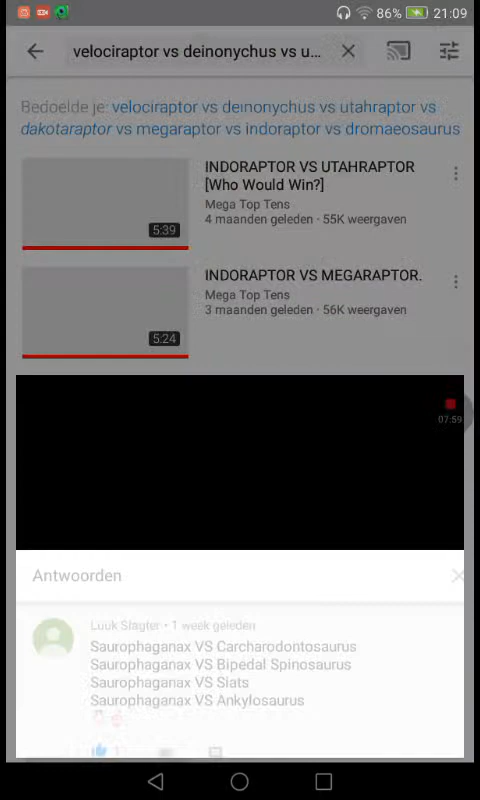 86% 21:09
velociraptor vs deinonychus vs u...
Bedoelde je: velociraptor vs deinonychus vs utahraptor vs
dakotaraptor vs megaraptor vs indoraptor vs dromaeosaurus
INDORAPTOR VS UTAHRAPTOR
[Who Would Win?]
Mega Top Tens
4 maanden geleden · 55K weergaven
5:39
INDORAPTOR VS MEGARAPTOR.
Mega Top Tens
3 maanden geleden · 56K weergaven
5:24
07:59
Antwoorden
Luuk Slagter • 1 week geleden
Saurophaganax VS Carcharodontosaurus
Saurophaganax VS Bipedal Spinosaurus
Saurophaganax VS Siats
Saurophaganax VS Ankylosaurus
1